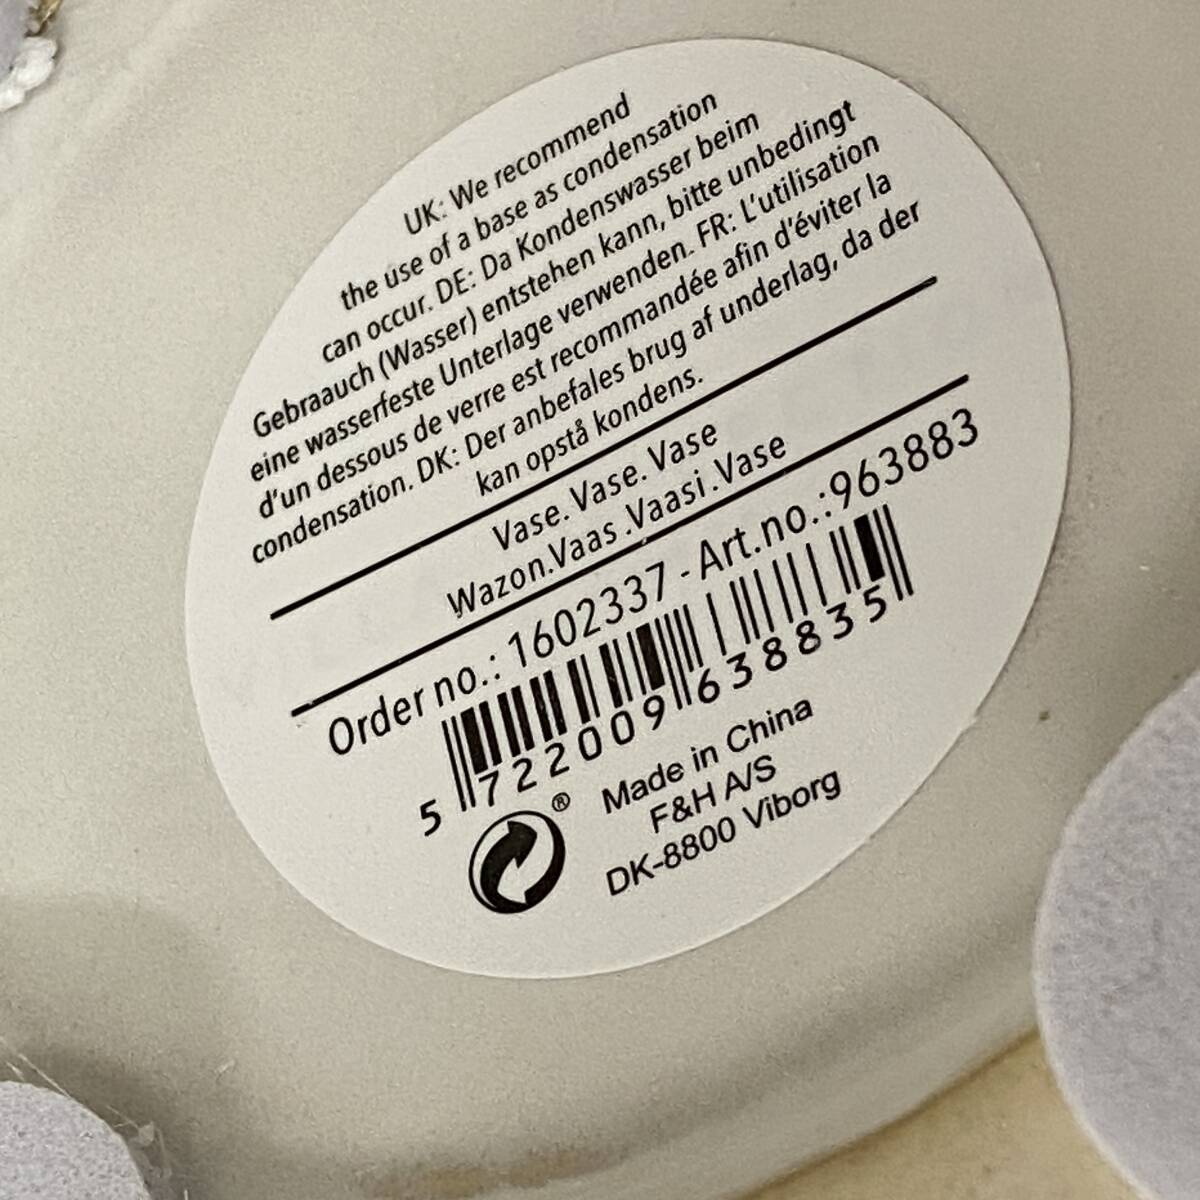 UK: We recommend
the use of a base as condensation
can occur. DE: Da Kondenswasser beim
Gebraauch (Wasser) entstehen kann, bitte unbedingt
eine wasserfeste Unterlage verwenden. FR: L'utilisation
d'un dessous de verre est recommandée afin d'éviter la
condensation. DK: Der anbefales brug af underlag, da der
kan opstå kondens.
Vase. Vase. Vase
Wazon.Vaas .Vaasi .Vase
Order no.: 1602337 - Art.no.:963883
5 722009 638835
®
Made in China
F&H A/S
DK-8800 Viborg